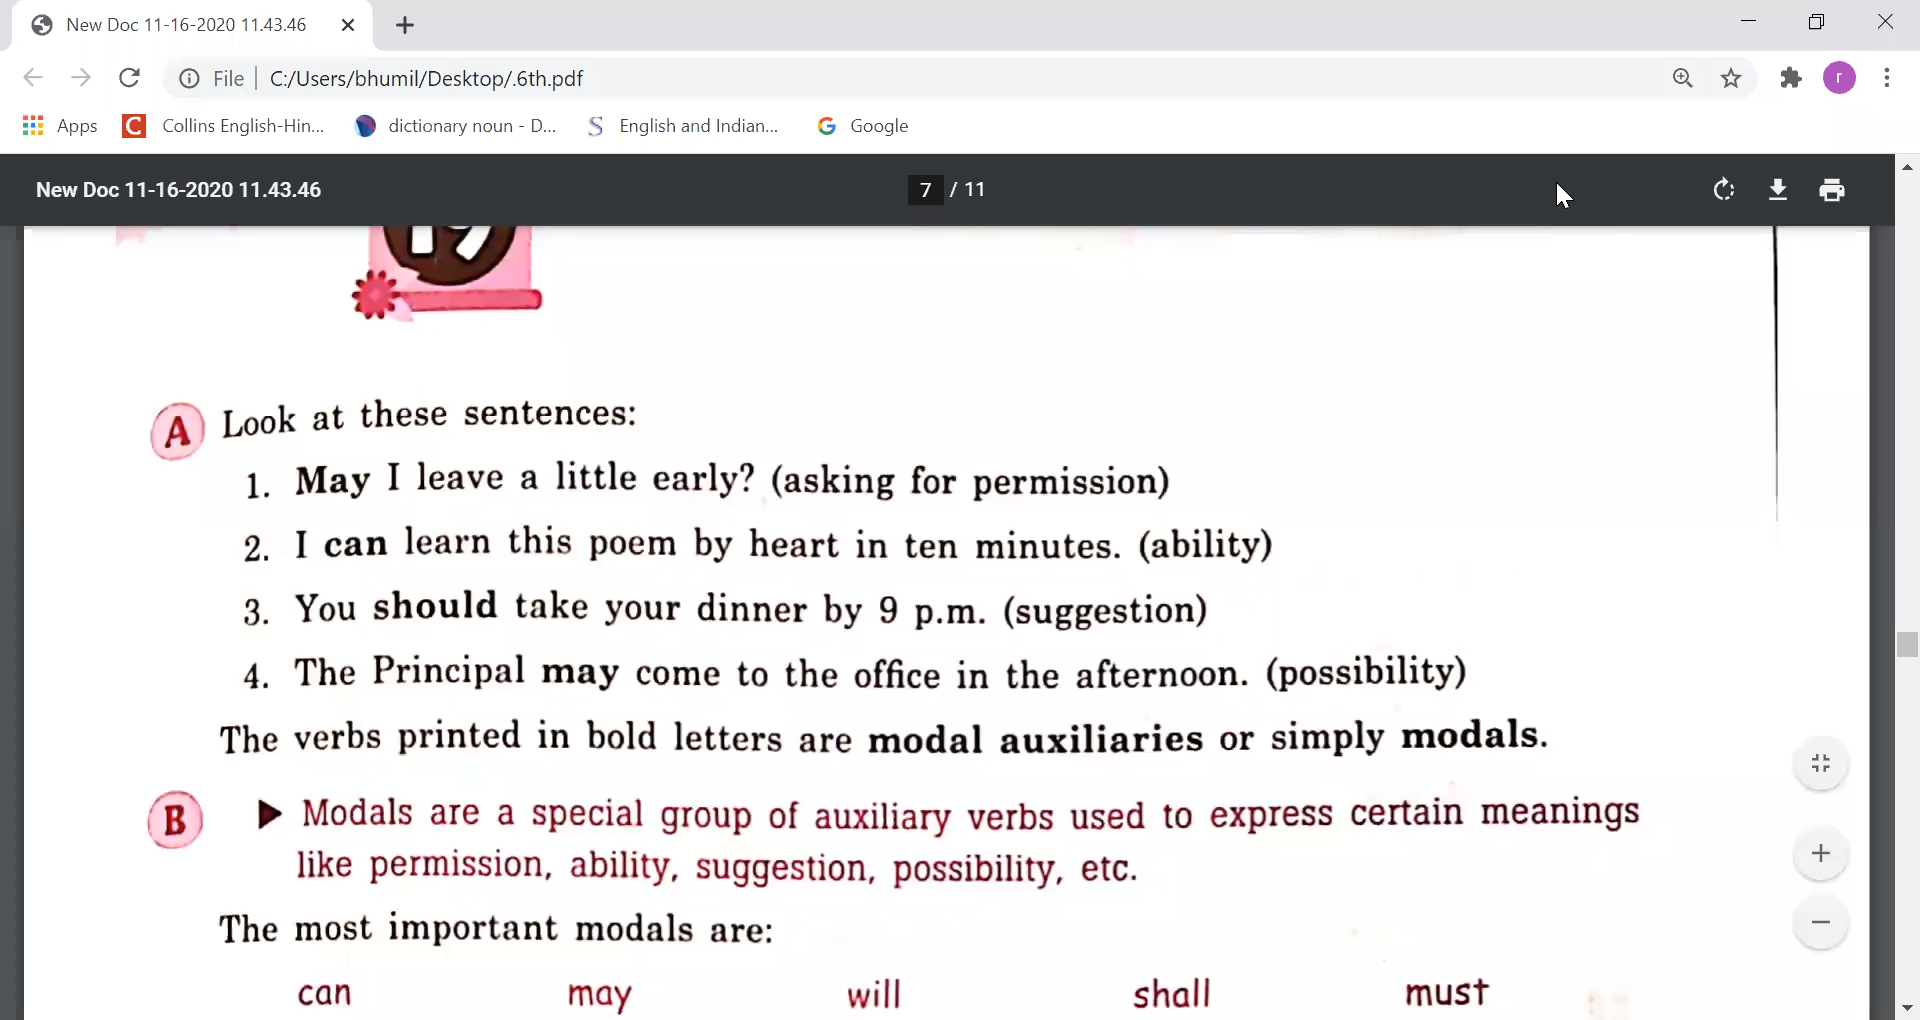 New Doc 11-16-2020 11.43.46
File | C:/Users/bhumil/Desktop/.6th.pdf
r
Apps Collins English-Hin... dictionary noun - D... English and Indian... Google
New Doc 11-16-2020 11.43.46 7 / 11
19
A Look at these sentences:
1. May I leave a little early? (asking for permission)
2. I can learn this poem by heart in ten minutes. (ability)
3. You should take your dinner by 9 p.m. (suggestion)
4. The Principal may come to the office in the afternoon. (possibility)
The verbs printed in bold letters are modal auxiliaries or simply modals.
B ▶ Modals are a special group of auxiliary verbs used to express certain meanings
like permission, ability, suggestion, possibility, etc.
The most important modals are:
can may will shall must